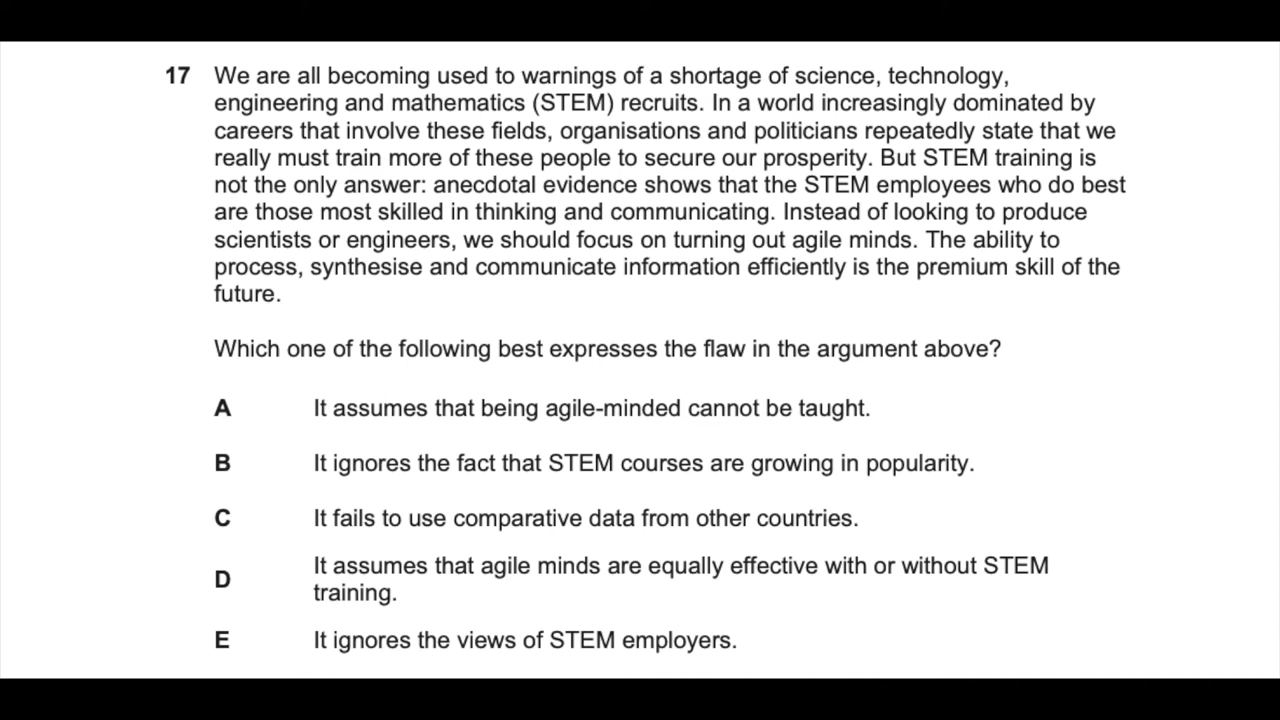 17 We are all becoming used to warnings of a shortage of science, technology,
engineering and mathematics (STEM) recruits. In a world increasingly dominated by
careers that involve these fields, organisations and politicians repeatedly state that we
really must train more of these people to secure our prosperity. But STEM training is
not the only answer: anecdotal evidence shows that the STEM employees who do best
are those most skilled in thinking and communicating. Instead of looking to produce
scientists or engineers, we should focus on turning out agile minds. The ability to
process, synthesise and communicate information efficiently is the premium skill of the
future.
Which one of the following best expresses the flaw in the argument above?
A It assumes that being agile-minded cannot be taught.
B It ignores the fact that STEM courses are growing in popularity.
C It fails to use comparative data from other countries.
D It assumes that agile minds are equally effective with or without STEM
training.
E It ignores the views of STEM employers.